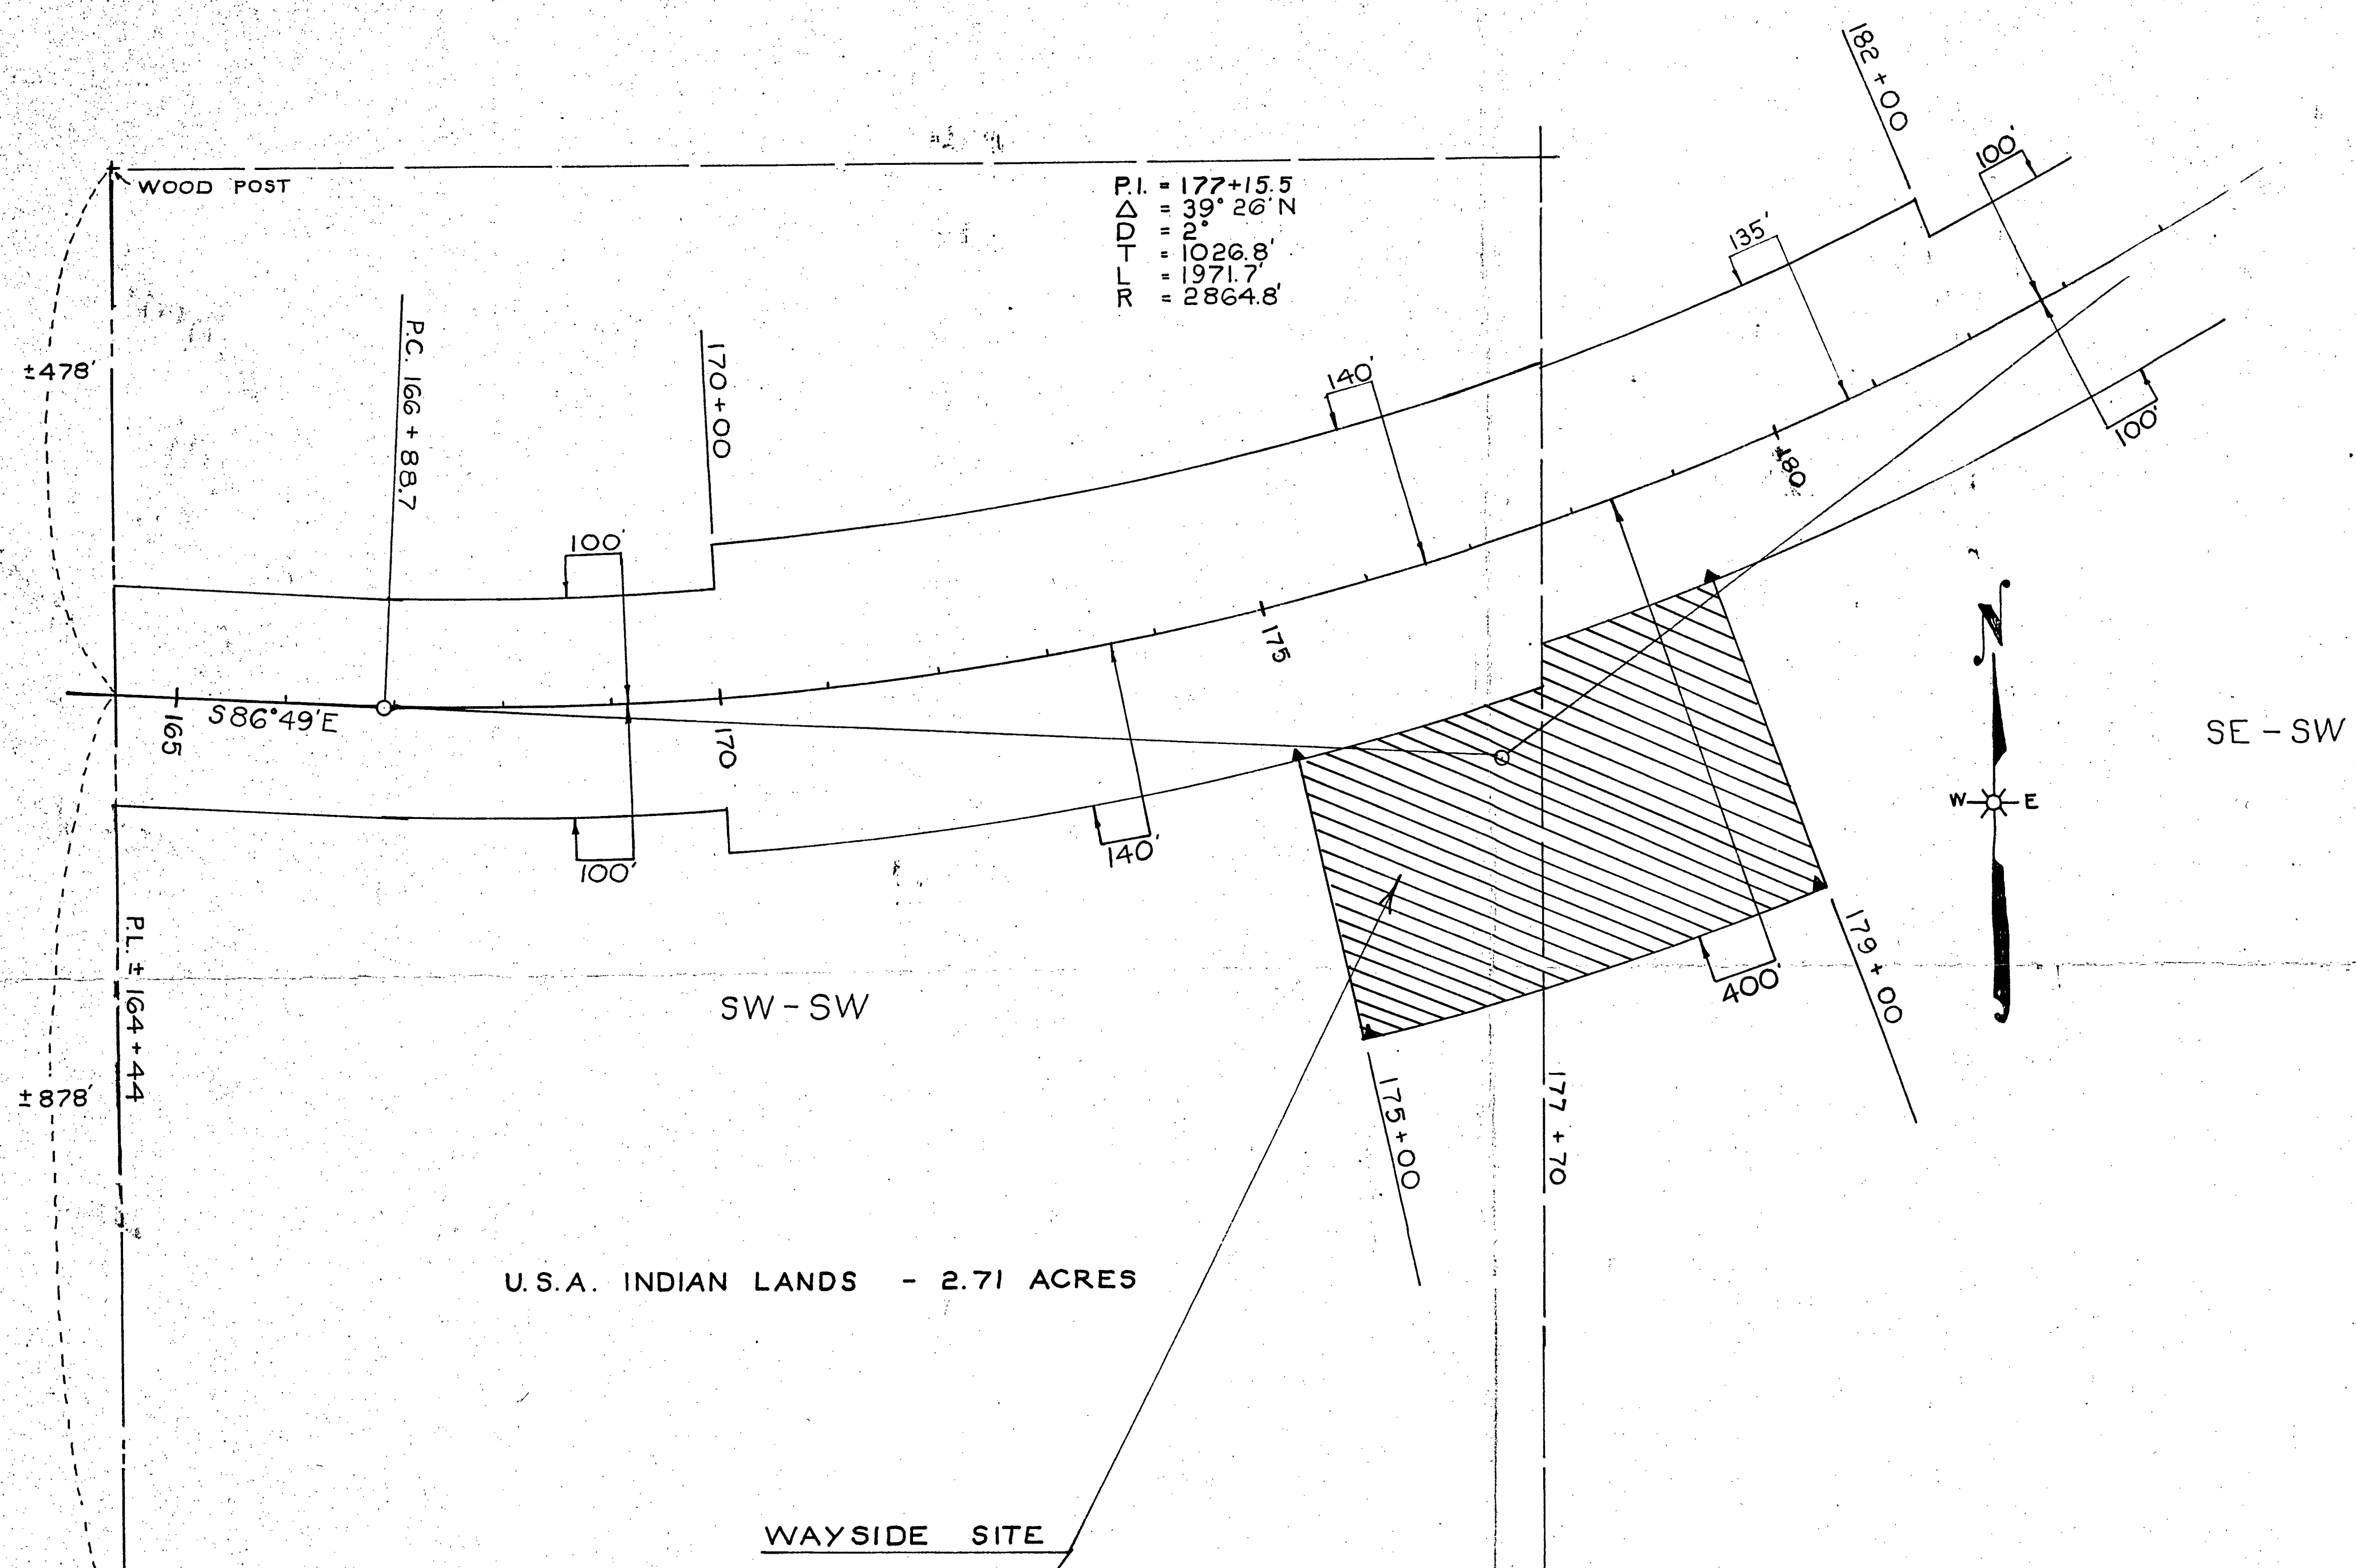 182 + 00
100'
WOOD POST
P.I. = 177+15.5
Δ = 39° 26' N
D = 2°
T = 1026.8'
L = 1971.7'
R = 2864.8'
135'
±478'
P.C. 166 + 88.7
170 + 00
140'
100'
180
100'
175
165
S 86° 49' E
170
N
W E
SE - SW
140'
100'
P.L. ± 164 + 44
179 + 00
400'
SW - SW
±878'
175 + 00
177 + 70
U.S.A. INDIAN LANDS - 2.71 ACRES
WAYSIDE SITE